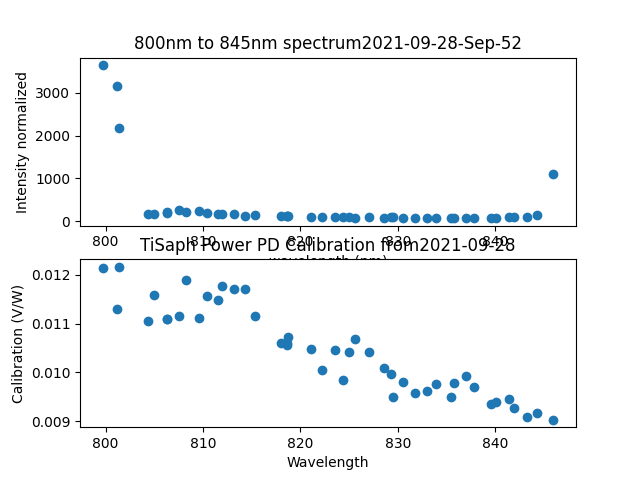 800nm to 845nm spectrum2021-09-28-Sep-52
Intensity normalized
3000
2000
1000
0
800 810 820 830 840
wavelength (nm)
TiSaph Power PD Calibration from2021-09-28
Calibration (V/W)
0.012
0.011
0.010
0.009
800 810 820 830 840
Wavelength